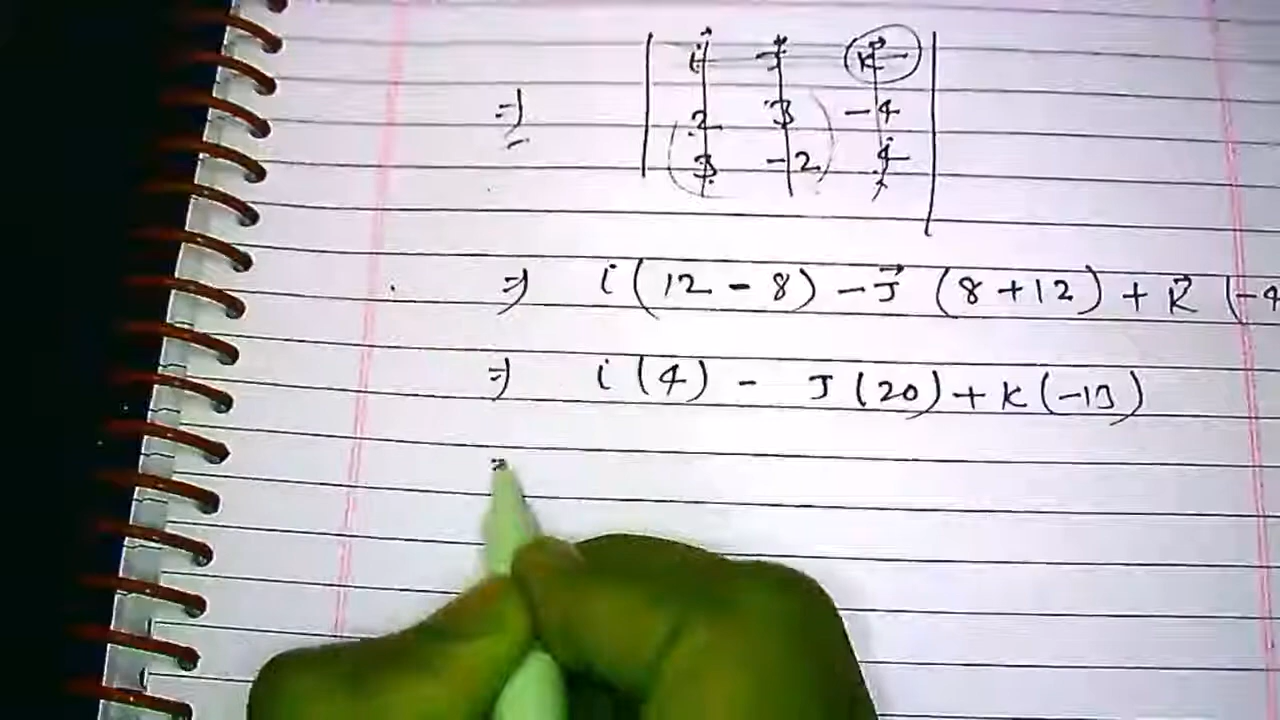 i⃗ j⃗ k⃗
=) 2 3 -4
3 -2 4
=) i(12 - 8) - J⃗ (8 + 12) + K⃗ (-4
=) i(4) - J(20) + K(-13)
=